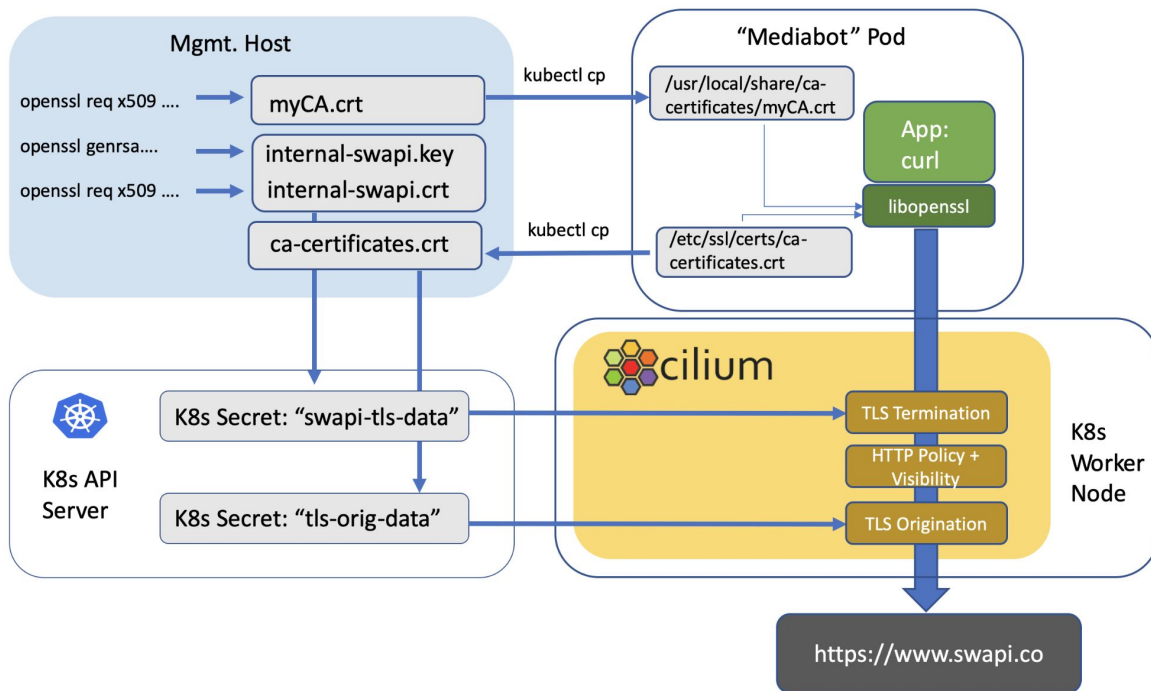 Mgmt. Host
openssl req x509 ....
myCA.crt
openssl genrsa....
internal-swapi.key
openssl req x509 ....
internal-swapi.crt
ca-certificates.crt
kubectl cp
kubectl cp
“Mediabot” Pod
/usr/local/share/ca-
certificates/myCA.crt
App:
curl
libopenssl
/etc/ssl/certs/ca-
certificates.crt
K8s API
Server
K8s Secret: “swapi-tls-data”
K8s Secret: “tls-orig-data”
cilium
TLS Termination
HTTP Policy +
Visibility
TLS Origination
K8s
Worker
Node
https://www.swapi.co